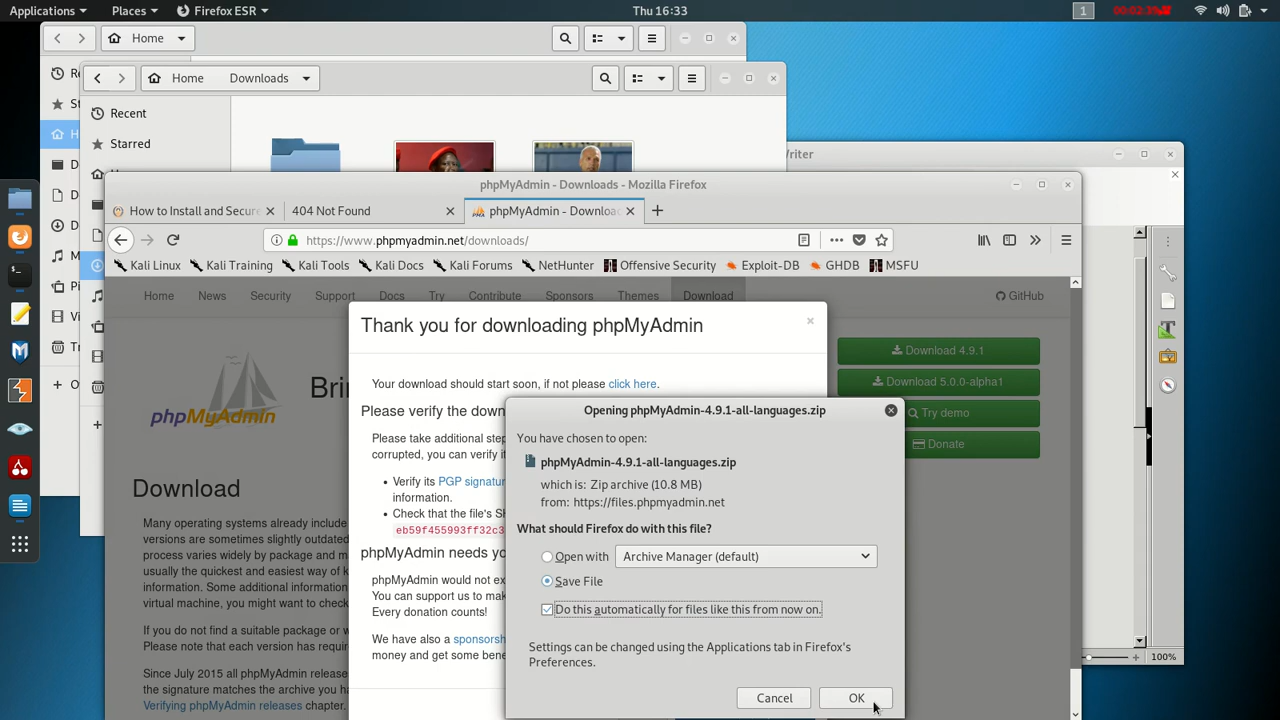 Applications
Places
Firefox ESR
Thu 16:33
1
Home
Home
Downloads
Recent
Starred
phpMyAdmin - Downloads - Mozilla Firefox
How to Install and Secure
404 Not Found
phpMyAdmin - Downloa
https://www.phpmyadmin.net/downloads/
Kali Linux
Kali Training
Kali Tools
Kali Docs
Kali Forums
NetHunter
Offensive Security
Exploit-DB
GHDB
MSFU
Home
News
Security
Support
Docs
Try
Contribute
Sponsors
Themes
Download
GitHub
phpMyAdmin
Bri
Download 4.9.1
Download 5.0.0-alpha1
Try demo
Donate
Thank you for downloading phpMyAdmin
Your download should start soon, if not please click here.
Please verify the down
Please take additional step
corrupted, you can verify it
Verify its PGP signatur
information.
Check that the file's SH
eb59f455993ff32c3
phpMyAdmin needs yo
phpMyAdmin would not ex
You can support us to mak
Every donation counts!
We have also a sponsorsh
money and get some bene
Download
Many operating systems already include
versions are sometimes slightly outdated
process varies widely by package and m
usually the quickest and easiest way of k
information. Some additional information
virtual machine, you might want to check
If you do not find a suitable package or w
Please note that each version has requir
Since July 2015 all phpMyAdmin release
the signature matches the archive you ha
Verifying phpMyAdmin releases chapter.
Opening phpMyAdmin-4.9.1-all-languages.zip
You have chosen to open:
phpMyAdmin-4.9.1-all-languages.zip
which is: Zip archive (10.8 MB)
from: https://files.phpmyadmin.net
What should Firefox do with this file?
Open with
Archive Manager (default)
Save File
Do this automatically for files like this from now on.
Settings can be changed using the Applications tab in Firefox's
Preferences.
Cancel
OK
100%